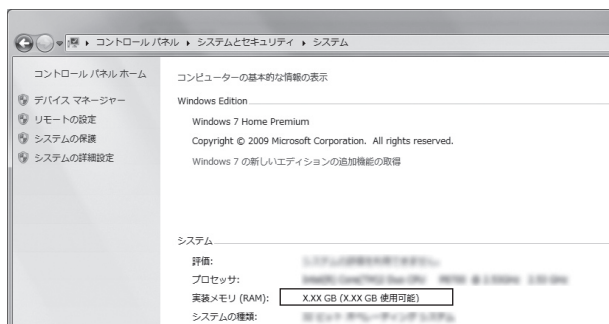 コントロール パネル ▸ システムとセキュリティ ▸ システム
コントロール パネル ホーム
デバイス マネージャー
リモートの設定
システムの保護
システムの詳細設定
コンピューターの基本的な情報の表示
Windows Edition
Windows 7 Home Premium
Copyright © 2009 Microsoft Corporation. All rights reserved.
Windows 7 の新しいエディションの追加機能の取得
システム
評価:
プロセッサ:
実装メモリ (RAM): X.XX GB (X.XX GB 使用可能)
システムの種類: